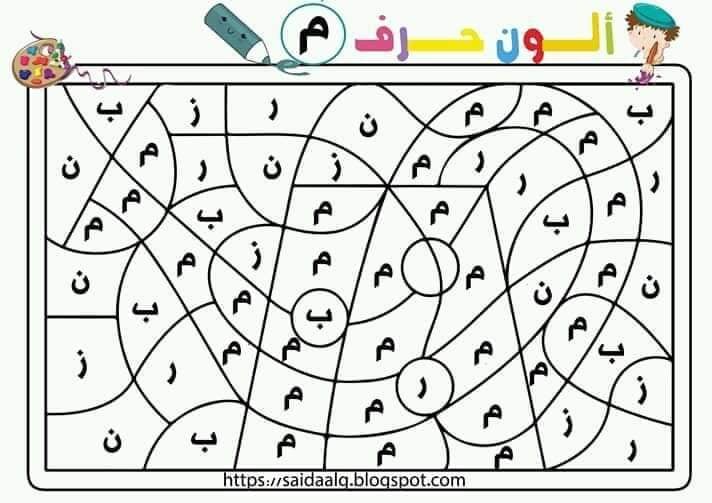 ألـــون حـــرف م
ب ز ر ن م م م ب
ن م ر ن ز م ر ر م ر
م م ب م م ب
ن م ز م م م ن م ن
ب م ب م ب
ز ر م م م م م ز
م م ر م ز
ن ب م م م ر
https://saidaalq.blogspot.com